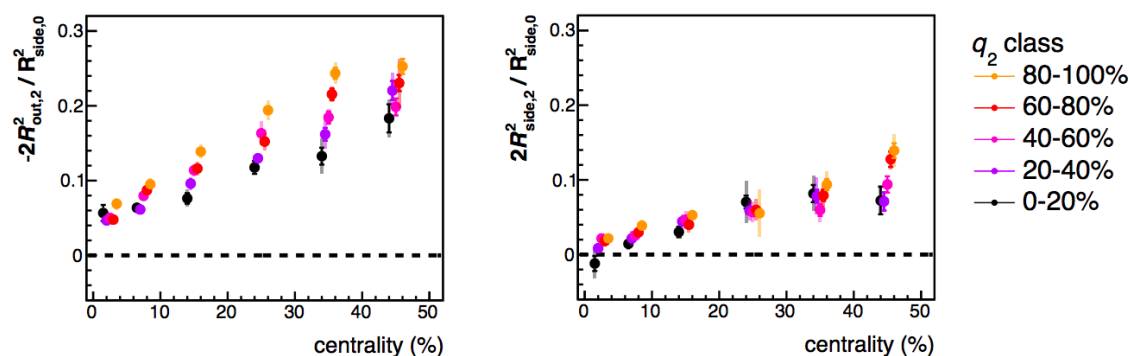 -2R²out,2 / R²side,0
0.3
0.2
0.1
0
0 10 20 30 40 50
centrality (%)
2R²side,2 / R²side,0
0.3
0.2
0.1
0
0 10 20 30 40 50
centrality (%)
q₂ class
80-100%
60-80%
40-60%
20-40%
0-20%